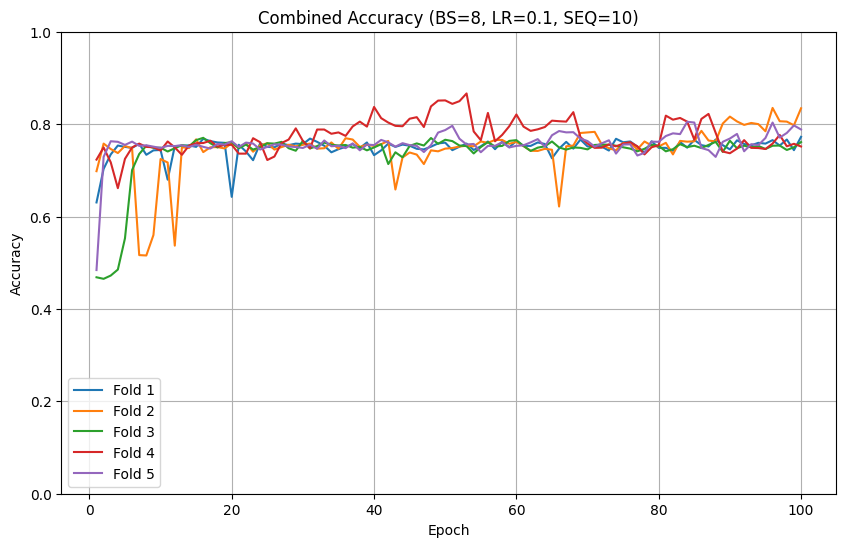 Combined Accuracy (BS=8, LR=0.1, SEQ=10)
1.0
0.8
0.6
0.4
0.2
0.0
Accuracy
Fold 1
Fold 2
Fold 3
Fold 4
Fold 5
0 20 40 60 80 100
Epoch